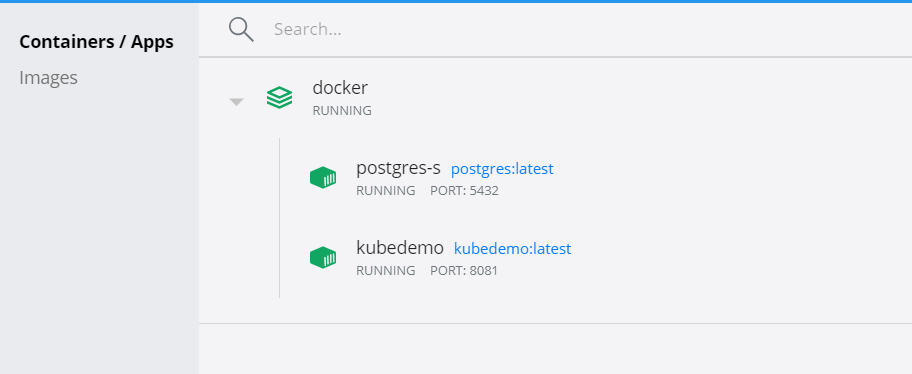 Containers / Apps
Images
Search...
docker
RUNNING
postgres-s postgres:latest
RUNNING PORT: 5432
kubedemo kubedemo:latest
RUNNING PORT: 8081